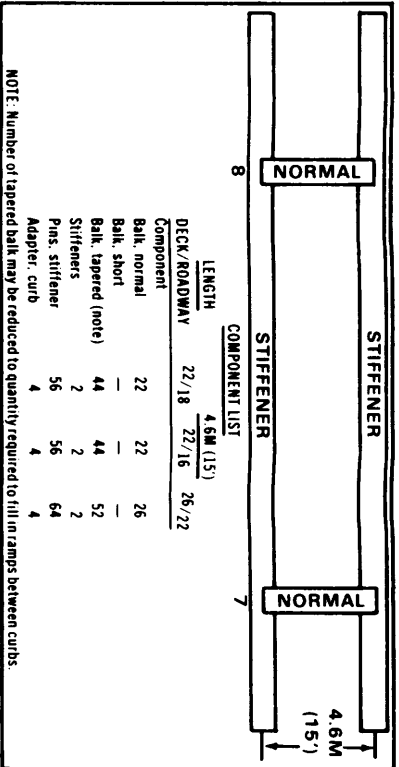 STIFFENER
NORMAL
NORMAL
8
7
STIFFENER
4.6M
(15')
COMPONENT LIST
LENGTH 4.6M (15')
DECK/ROADWAY 22/18 22/16 26/22
Component
Balk, normal 22 22 26
Balk, short — — —
Balk, tapered (note) 44 44 52
Stiffeners 2 2 2
Pins, stiffener 56 56 64
Adapter, curb 4 4 4
NOTE: Number of tapered balk may be reduced to quantity required to fill in ramps between curbs.